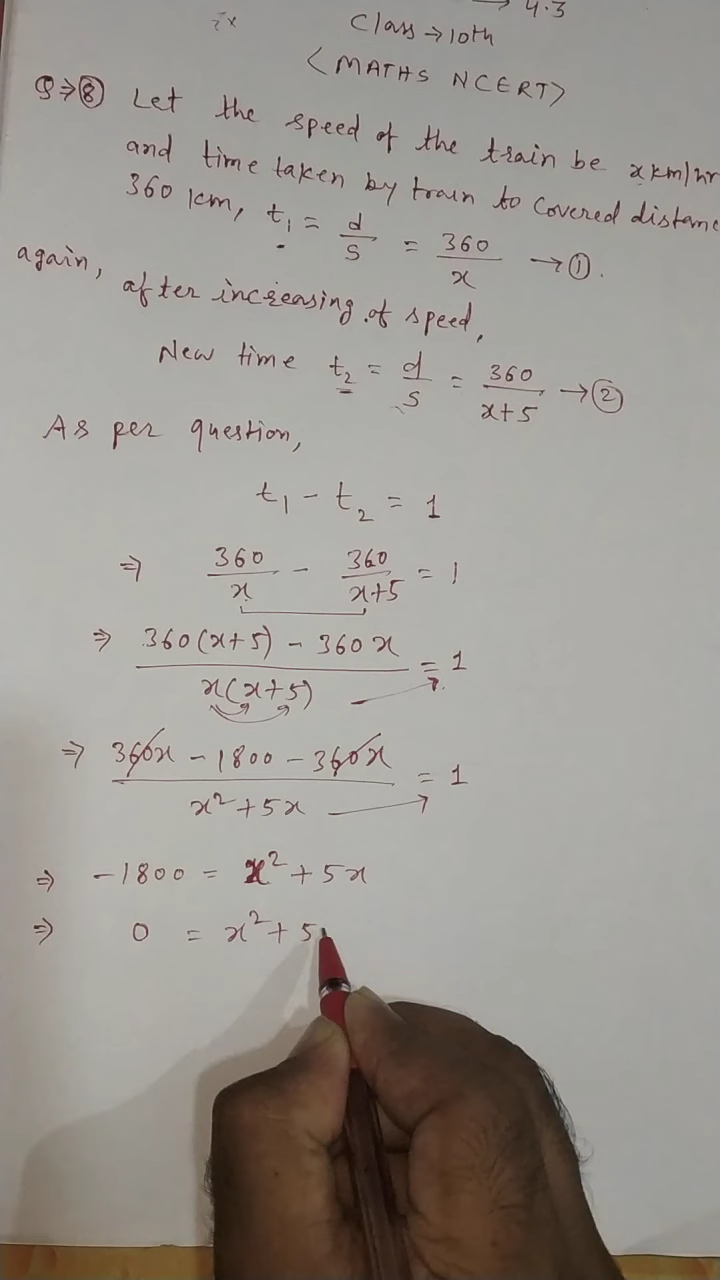 → 4.3
Class → 10th
<MATHS NCERT>
Q⇒⑧ Let the speed of the train be x km/hr
and time taken by train to covered distance
360 km, t₁ = d/s = 360/x → ①.
again, after increasing of speed,
New time t₂ = d/s = 360/x+5 → ②
As per question,
t₁ - t₂ = 1
⇒ 360/x - 360/x+5 = 1
⇒ 360(x+5) - 360x / x(x+5) = 1
⇒ 360x - 1800 - 360x / x²+5x = 1
⇒ -1800 = x² + 5x
⇒ 0 = x² + 5